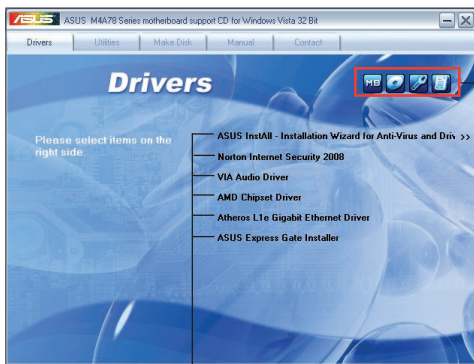 ASUS M4A78 Series motherboard support CD for Windows Vista 32 Bit
Drivers Utilities Make Disk Manual Contact
Drivers
MB
Please select items on the
right side.
ASUS InstAll - Installation Wizard for Anti-Virus and Driv >>
Norton Internet Security 2008
VIA Audio Driver
AMD Chipset Driver
Atheros L1e Gigabit Ethernet Driver
ASUS Express Gate Installer